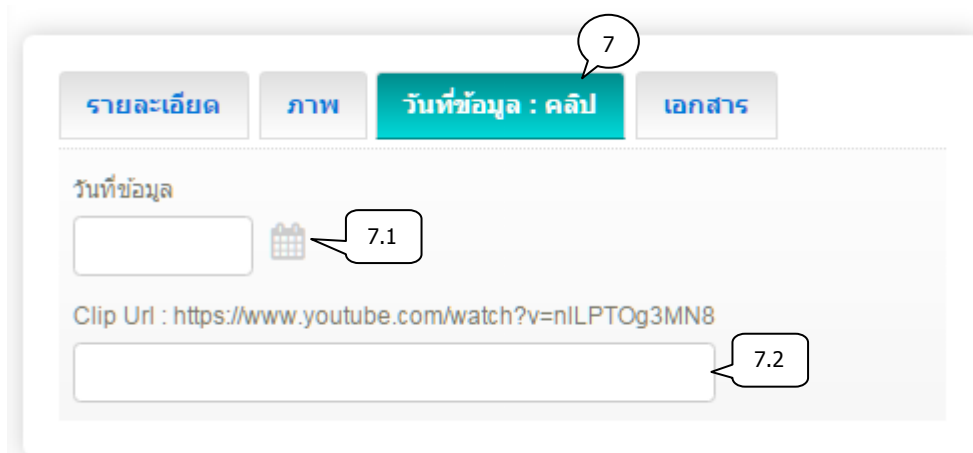 7
รายละเอียด ภาพ วันที่ข้อมูล : คลิป เอกสาร
วันที่ข้อมูล
7.1
Clip Url : https://www.youtube.com/watch?v=nILPTOg3MN8
7.2